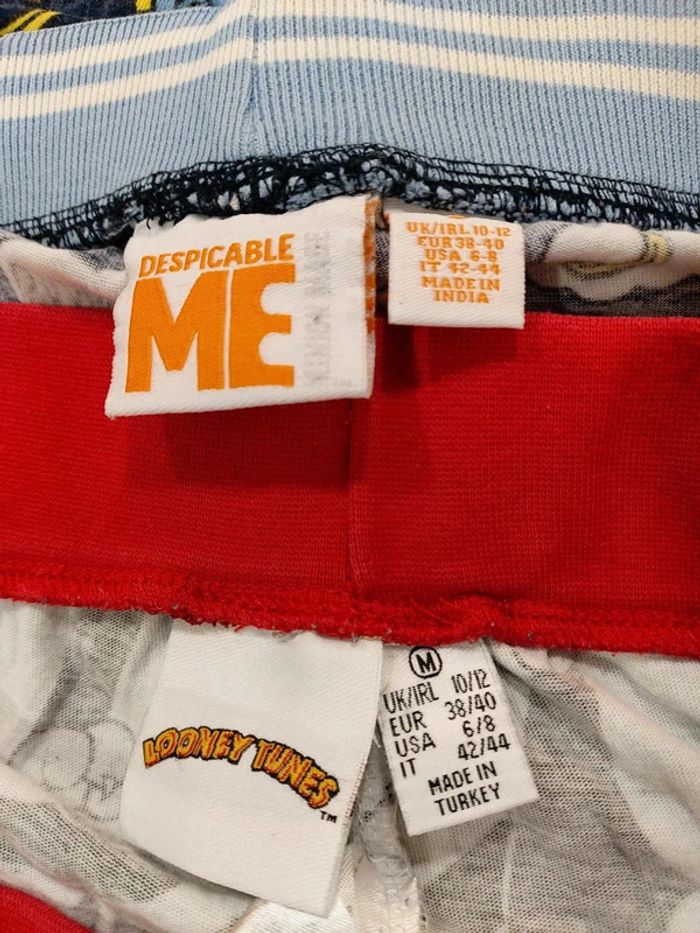 DESPICABLE
ME
UK/IRL 10-12
EUR 38-40
USA 6-8
IT 42-44
MADE IN
INDIA
LOONEY TUNES
TM
M
UK/IRL 10/12
EUR 38/40
USA 6/8
IT 42/44
MADE IN
TURKEY